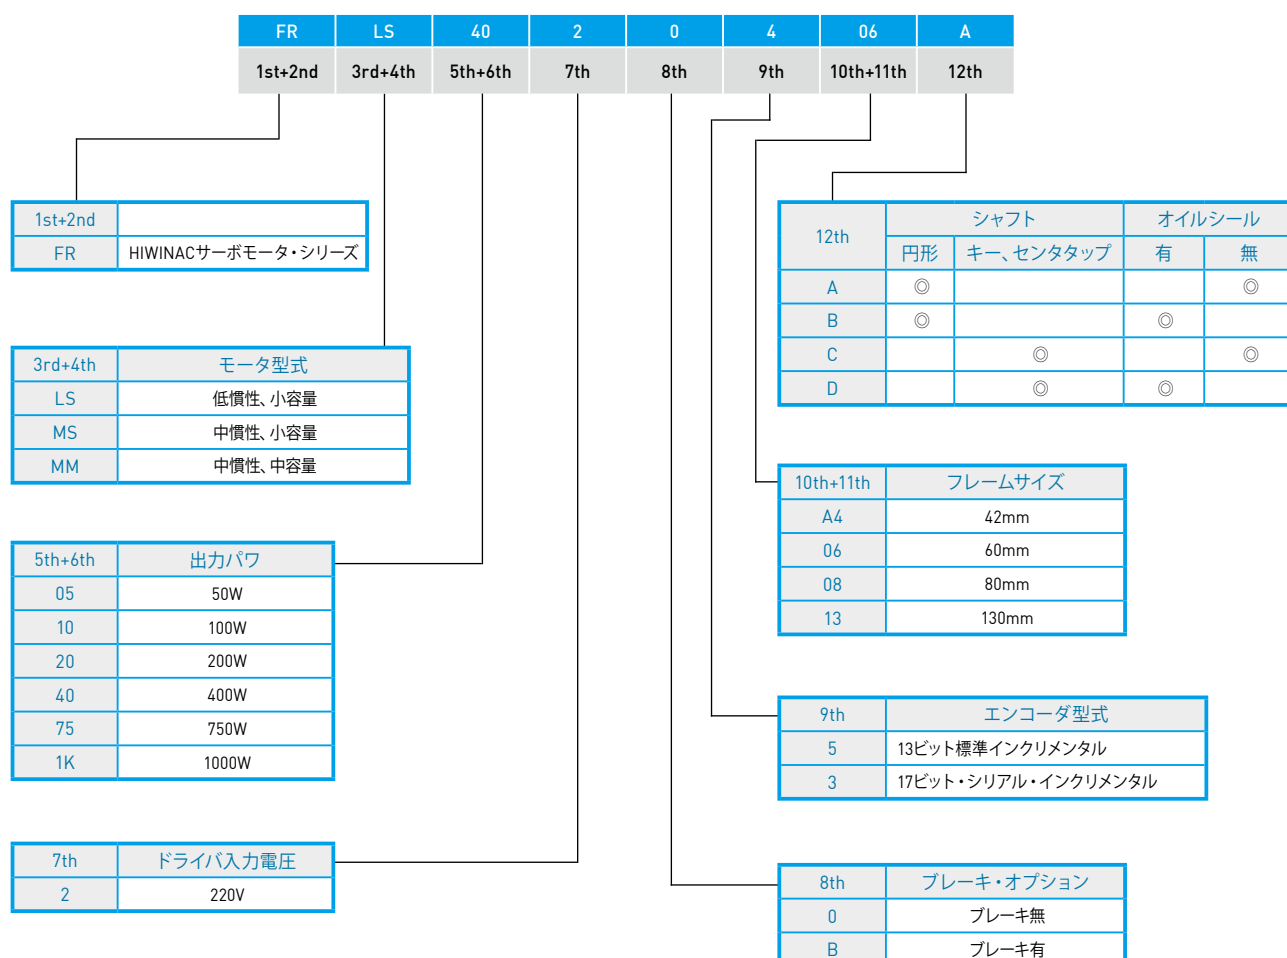 FR LS 40 2 0 4 06 A
1st+2nd 3rd+4th 5th+6th 7th 8th 9th 10th+11th 12th
1st+2nd
FR HIWINACサーボモータ・シリーズ
3rd+4th モータ型式
LS 低慣性、小容量
MS 中慣性、小容量
MM 中慣性、中容量
5th+6th 出力パワ
05 50W
10 100W
20 200W
40 400W
75 750W
1K 1000W
7th ドライバ入力電圧
2 220V
12th シャフト オイルシール
円形 キー、センタタップ 有 無
A ◎ ◎
B ◎ ◎
C ◎ ◎
D ◎ ◎
10th+11th フレームサイズ
A4 42mm
06 60mm
08 80mm
13 130mm
9th エンコーダ型式
5 13ビット標準インクリメンタル
3 17ビット・シリアル・インクリメンタル
8th ブレーキ・オプション
0 ブレーキ無
B ブレーキ有